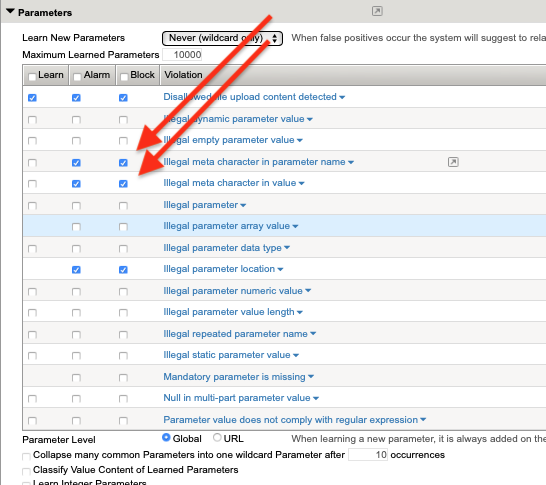 Parameters
Learn New Parameters Never (wildcard only) When false positives occur the system will suggest to rela
Maximum Learned Parameters 10000
Learn Alarm Block Violation
Disallowed file upload content detected
Illegal dynamic parameter value
Illegal empty parameter value
Illegal meta character in parameter name
Illegal meta character in value
Illegal parameter
Illegal parameter array value
Illegal parameter data type
Illegal parameter location
Illegal parameter numeric value
Illegal parameter value length
Illegal repeated parameter name
Illegal static parameter value
Mandatory parameter is missing
Null in multi-part parameter value
Parameter value does not comply with regular expression
Parameter Level Global URL When learning a new parameter, it is always added on the
Collapse many common Parameters into one wildcard Parameter after 10 occurrences
Classify Value Content of Learned Parameters
Learn Integer Parameters